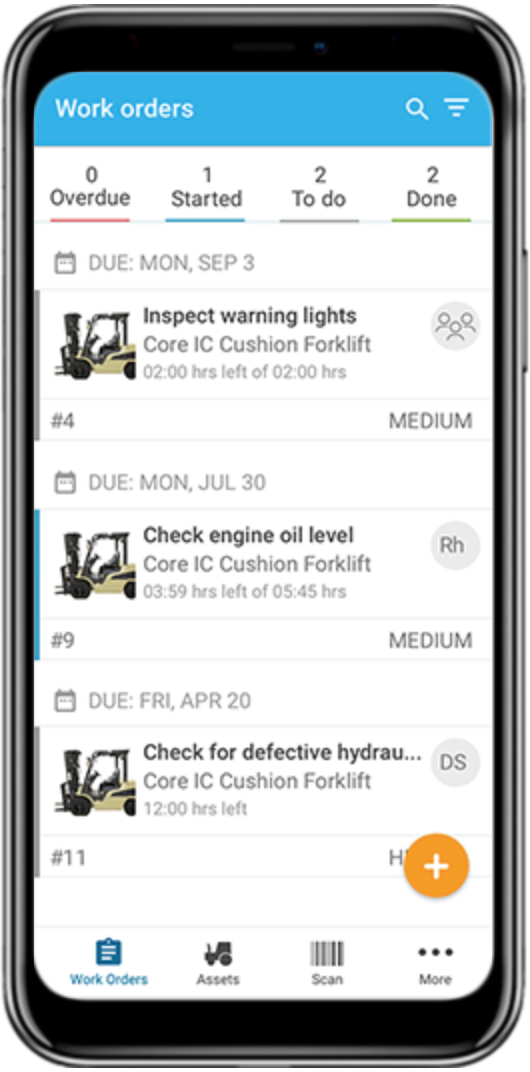 Work orders
0 1 2 2
Overdue Started To do Done
DUE: MON, SEP 3
Inspect warning lights
Core IC Cushion Forklift
02:00 hrs left of 02:00 hrs
#4 MEDIUM
DUE: MON, JUL 30
Check engine oil level
Rh
Core IC Cushion Forklift
03:59 hrs left of 05:45 hrs
#9 MEDIUM
DUE: FRI, APR 20
Check for defective hydrau...
DS
Core IC Cushion Forklift
12:00 hrs left
#11
Work Orders Assets Scan More